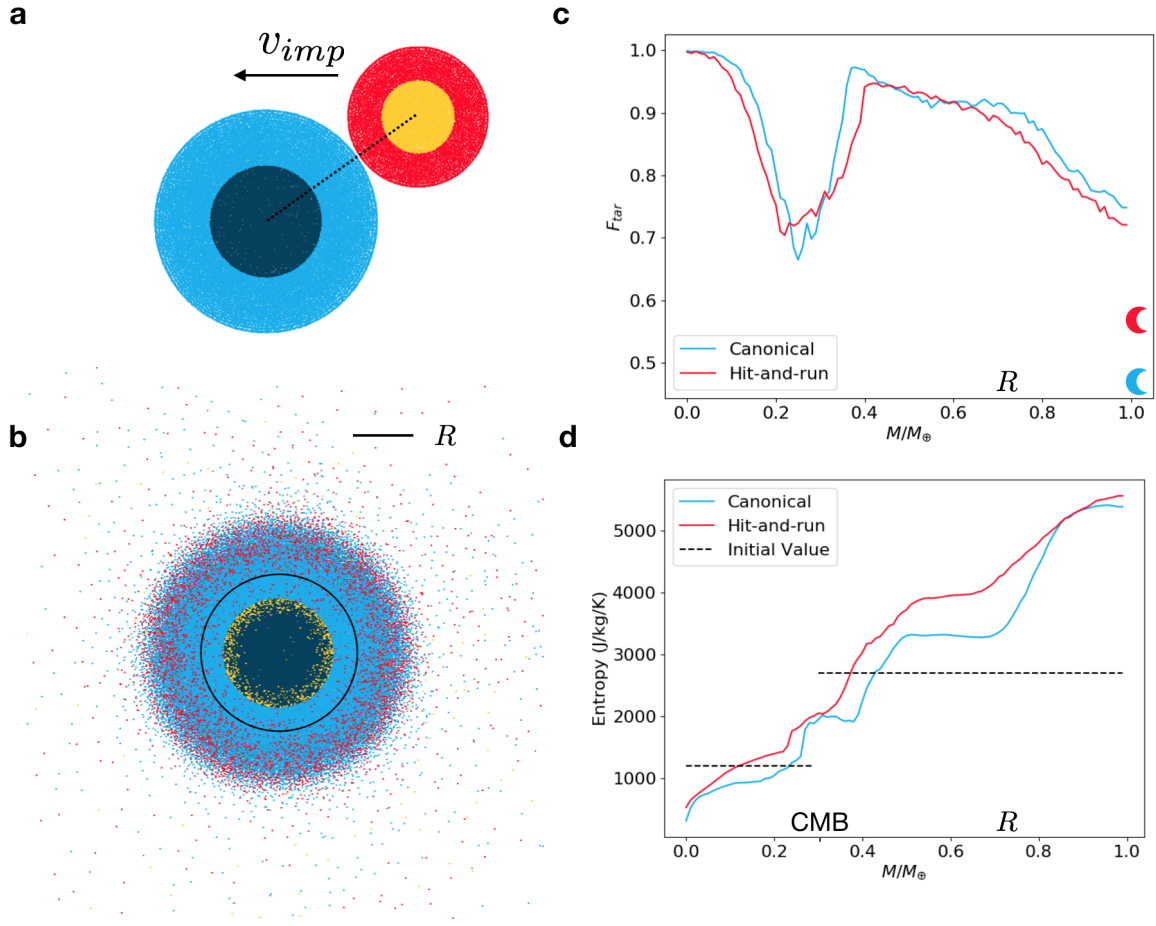 a
v_imp
b
R
c
1.0
0.9
0.8
0.7
0.6
0.5
F_tar
Canonical
Hit-and-run
R
0.0 0.2 0.4 0.6 0.8 1.0
M/M⊕
d
5000
4000
3000
2000
1000
Entropy (J/kg/K)
Canonical
Hit-and-run
Initial Value
CMB R
0.0 0.2 0.4 0.6 0.8 1.0
M/M⊕